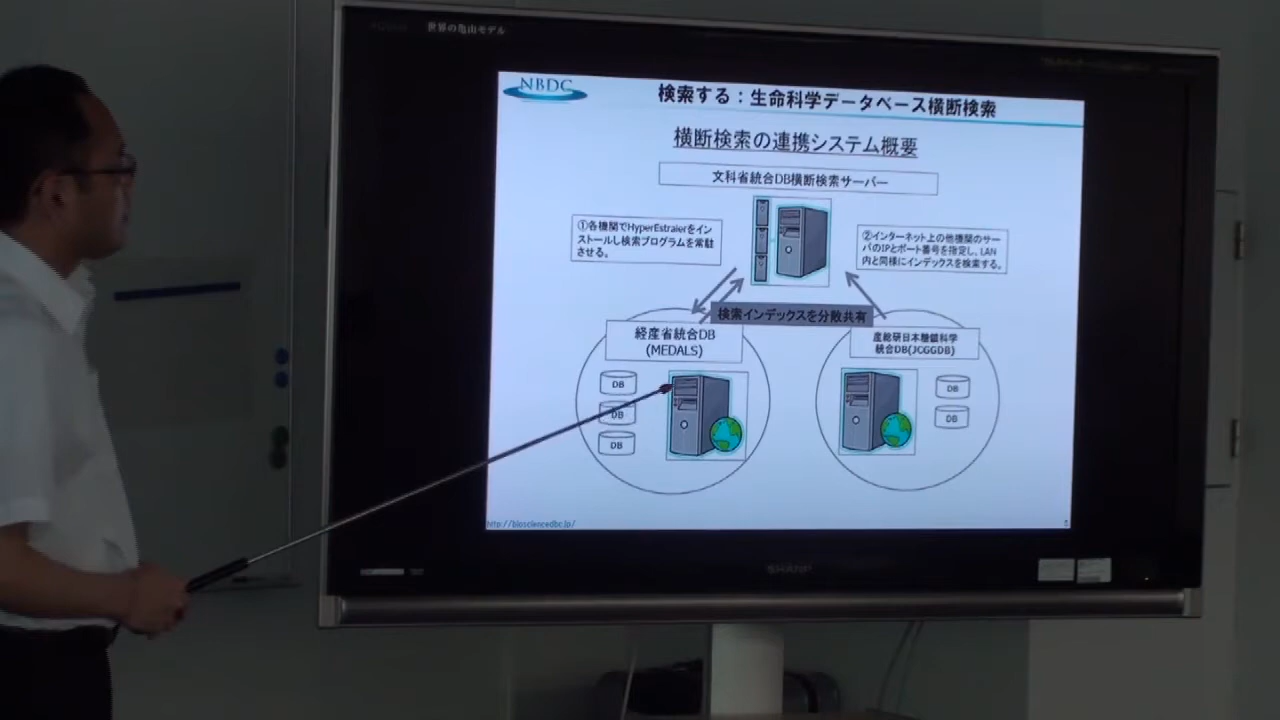 世界の亀山モデル
NBDC
検索する：生命科学データベース横断検索
横断検索の連携システム概要
文科省統合DB横断検索サーバー
①各機関でHyperEstraierをイン
ストールし検索プログラムを常駐
させる。
②インターネット上の他機関のサー
バのIPとポート番号を指定し、LAN
内と同様にインデックスを検索する。
検索インデックスを分散共有
経産省統合DB
(MEDALS)
産総研日本糖鎖科学
統合DB(JCGGDB)
DB
DB
DB
DB
DB
http://biosciencedbc.jp/
SHARP